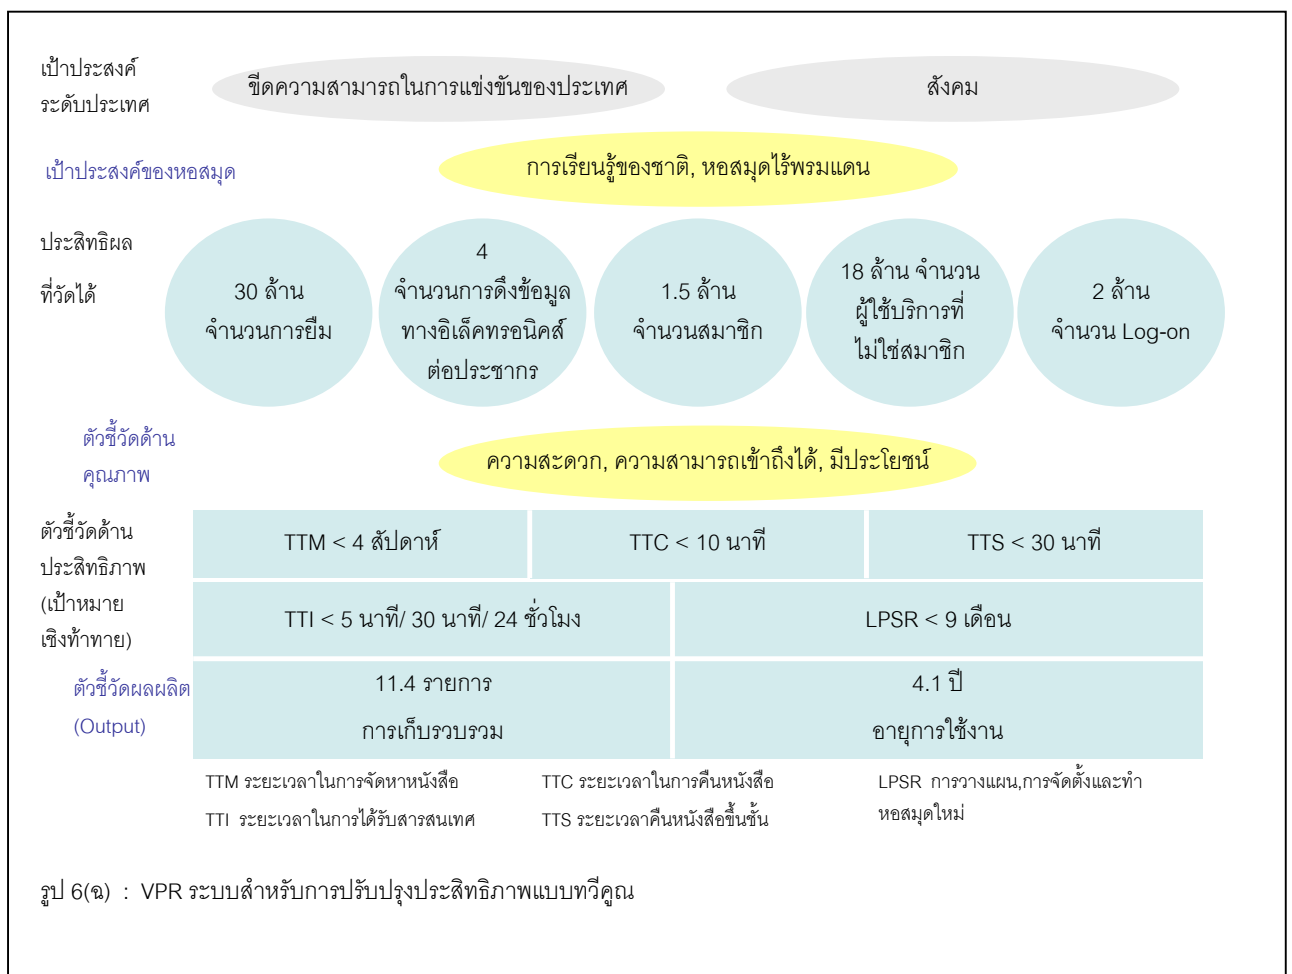 เป้าประสงค์
ระดับประเทศ
ขีดความสามารถในการแข่งขันของประเทศ
สังคม
เป้าประสงค์ของหอสมุด
การเรียนรู้ของชาติ, หอสมุดไร้พรมแดน
ประสิทธิผล
ที่วัดได้
30 ล้าน
จำนวนการยืม
4
จำนวนการดึงข้อมูล
ทางอิเล็คทรอนิคส์
ต่อประชากร
1.5 ล้าน
จำนวนสมาชิก
18 ล้าน จำนวน
ผู้ใช้บริการที่
ไม่ใช่สมาชิก
2 ล้าน
จำนวน Log-on
ตัวชี้วัดด้าน
คุณภาพ
ความสะดวก, ความสามารถเข้าถึงได้, มีประโยชน์
ตัวชี้วัดด้าน
ประสิทธิภาพ
(เป้าหมาย
เชิงท้าทาย)
TTM < 4 สัปดาห์
TTC < 10 นาที
TTS < 30 นาที
TTI < 5 นาที/ 30 นาที/ 24 ชั่วโมง
LPSR < 9 เดือน
ตัวชี้วัดผลผลิต
(Output)
11.4 รายการ
การเก็บรวบรวม
4.1 ปี
อายุการใช้งาน
TTM ระยะเวลาในการจัดหาหนังสือ
TTI ระยะเวลาในการได้รับสารสนเทศ
TTC ระยะเวลาในการคืนหนังสือ
TTS ระยะเวลาคืนหนังสือขึ้นชั้น
LPSR การวางแผน,การจัดตั้งและทำ
หอสมุดใหม่
รูป 6(ฉ) : VPR ระบบสำหรับการปรับปรุงประสิทธิภาพแบบทวีคูณ